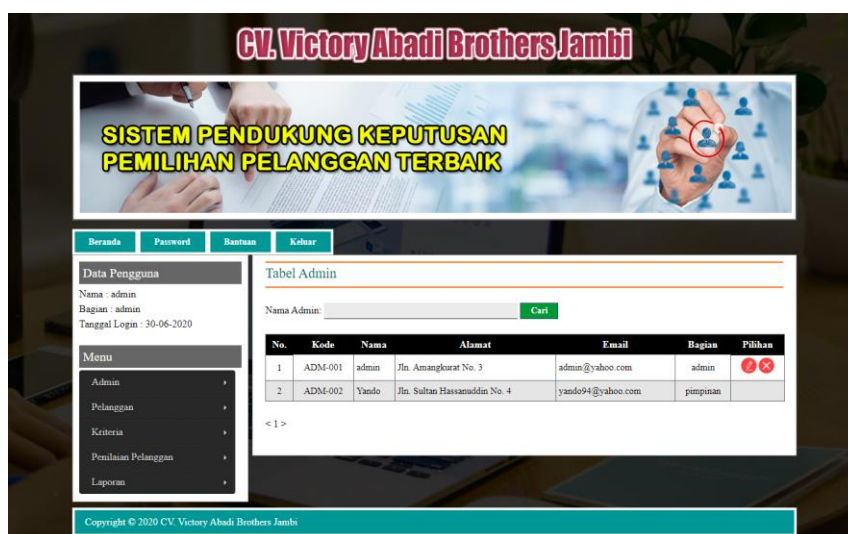 CV. Victory Abadi Brothers Jambi
SISTEM PENDUKUNG KEPUTUSAN
PEMILIHAN PELANGGAN TERBAIK
Beranda Password Bantuan Keluar
Data Pengguna
Nama : admin
Bagian : admin
Tanggal Login : 30-06-2020
Menu
Admin
Pelanggan
Kriteria
Penilaian Pelanggan
Laporan
Tabel Admin
Nama Admin: Cari
No. Kode Nama Alamat Email Bagian Pilihan
1 ADM-001 admin Jln. Amangkurat No. 3 admin@yahoo.com admin
2 ADM-002 Yando Jln. Sultan Hassanuddin No. 4 yando94@yahoo.com pimpinan
< 1 >
Copyright © 2020 CV. Victory Abadi Brothers Jambi